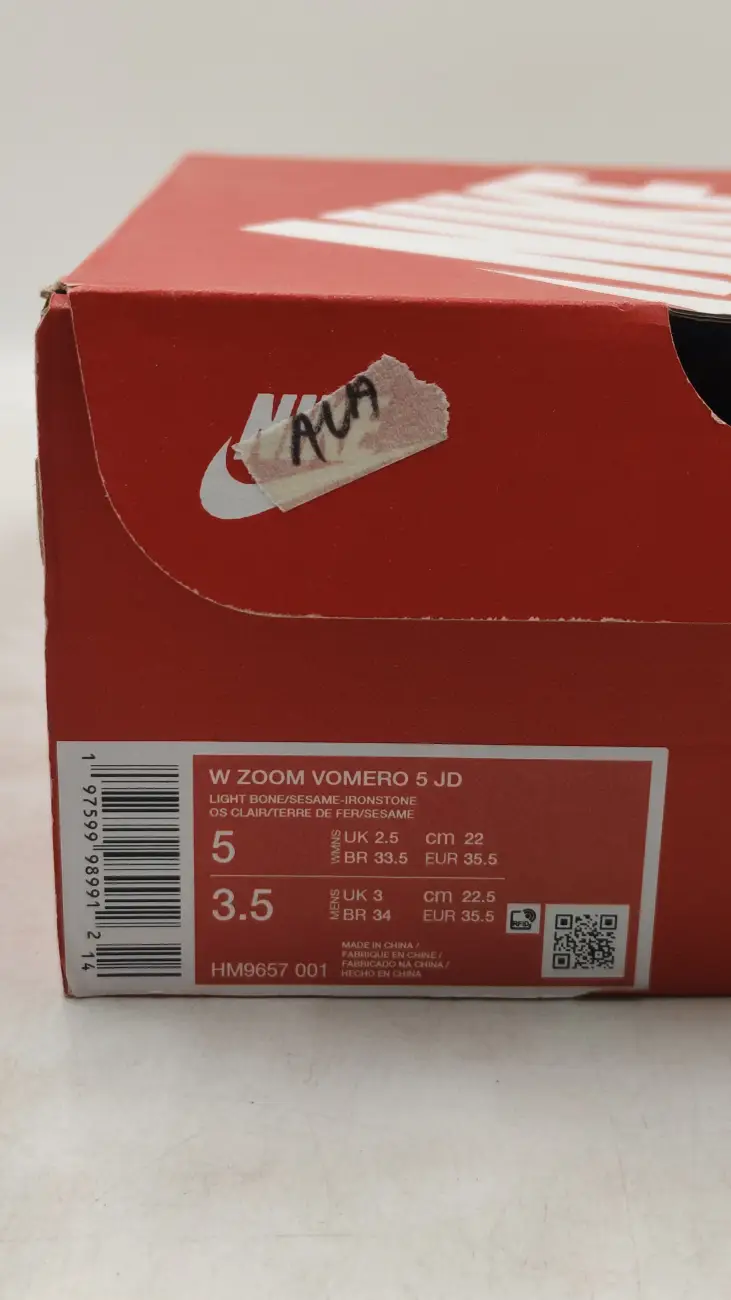 AVA
W ZOOM VOMERO 5 JD
LIGHT BONE/SESAME-IRONSTONE
OS CLAIR/TERRE DE FER/SESAME
5 WMNS UK 2.5 cm 22
BR 33.5 EUR 35.5
3.5 MENS UK 3 cm 22.5
BR 34 EUR 35.5
RFID
MADE IN CHINA /
FABRIQUE EN CHINE /
FABRICADO NA CHINA /
HECHO EN CHINA
HM9657 001
1 97599 98991 2 14